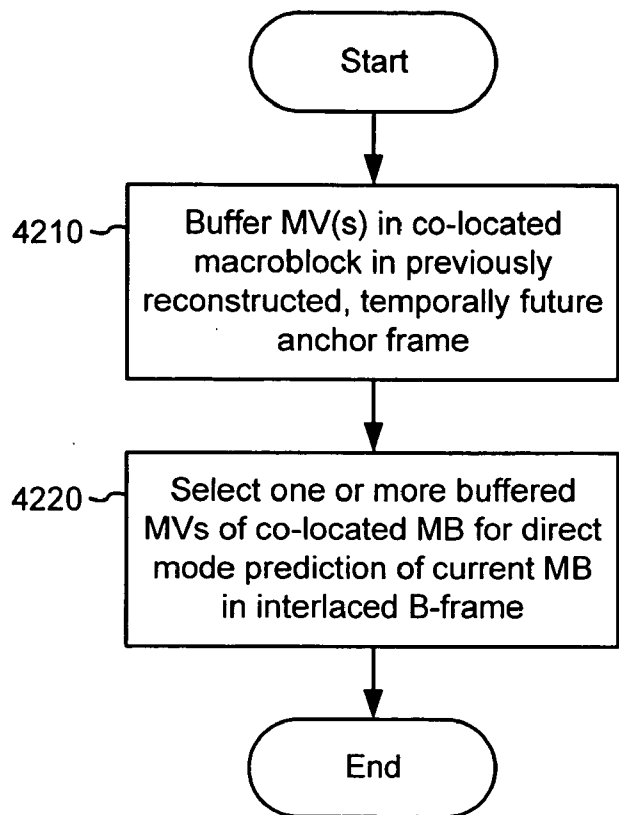 Start
4210
Buffer MV(s) in co-located
macroblock in previously
reconstructed, temporally future
anchor frame
4220
Select one or more buffered
MVs of co-located MB for direct
mode prediction of current MB
in interlaced B-frame
End